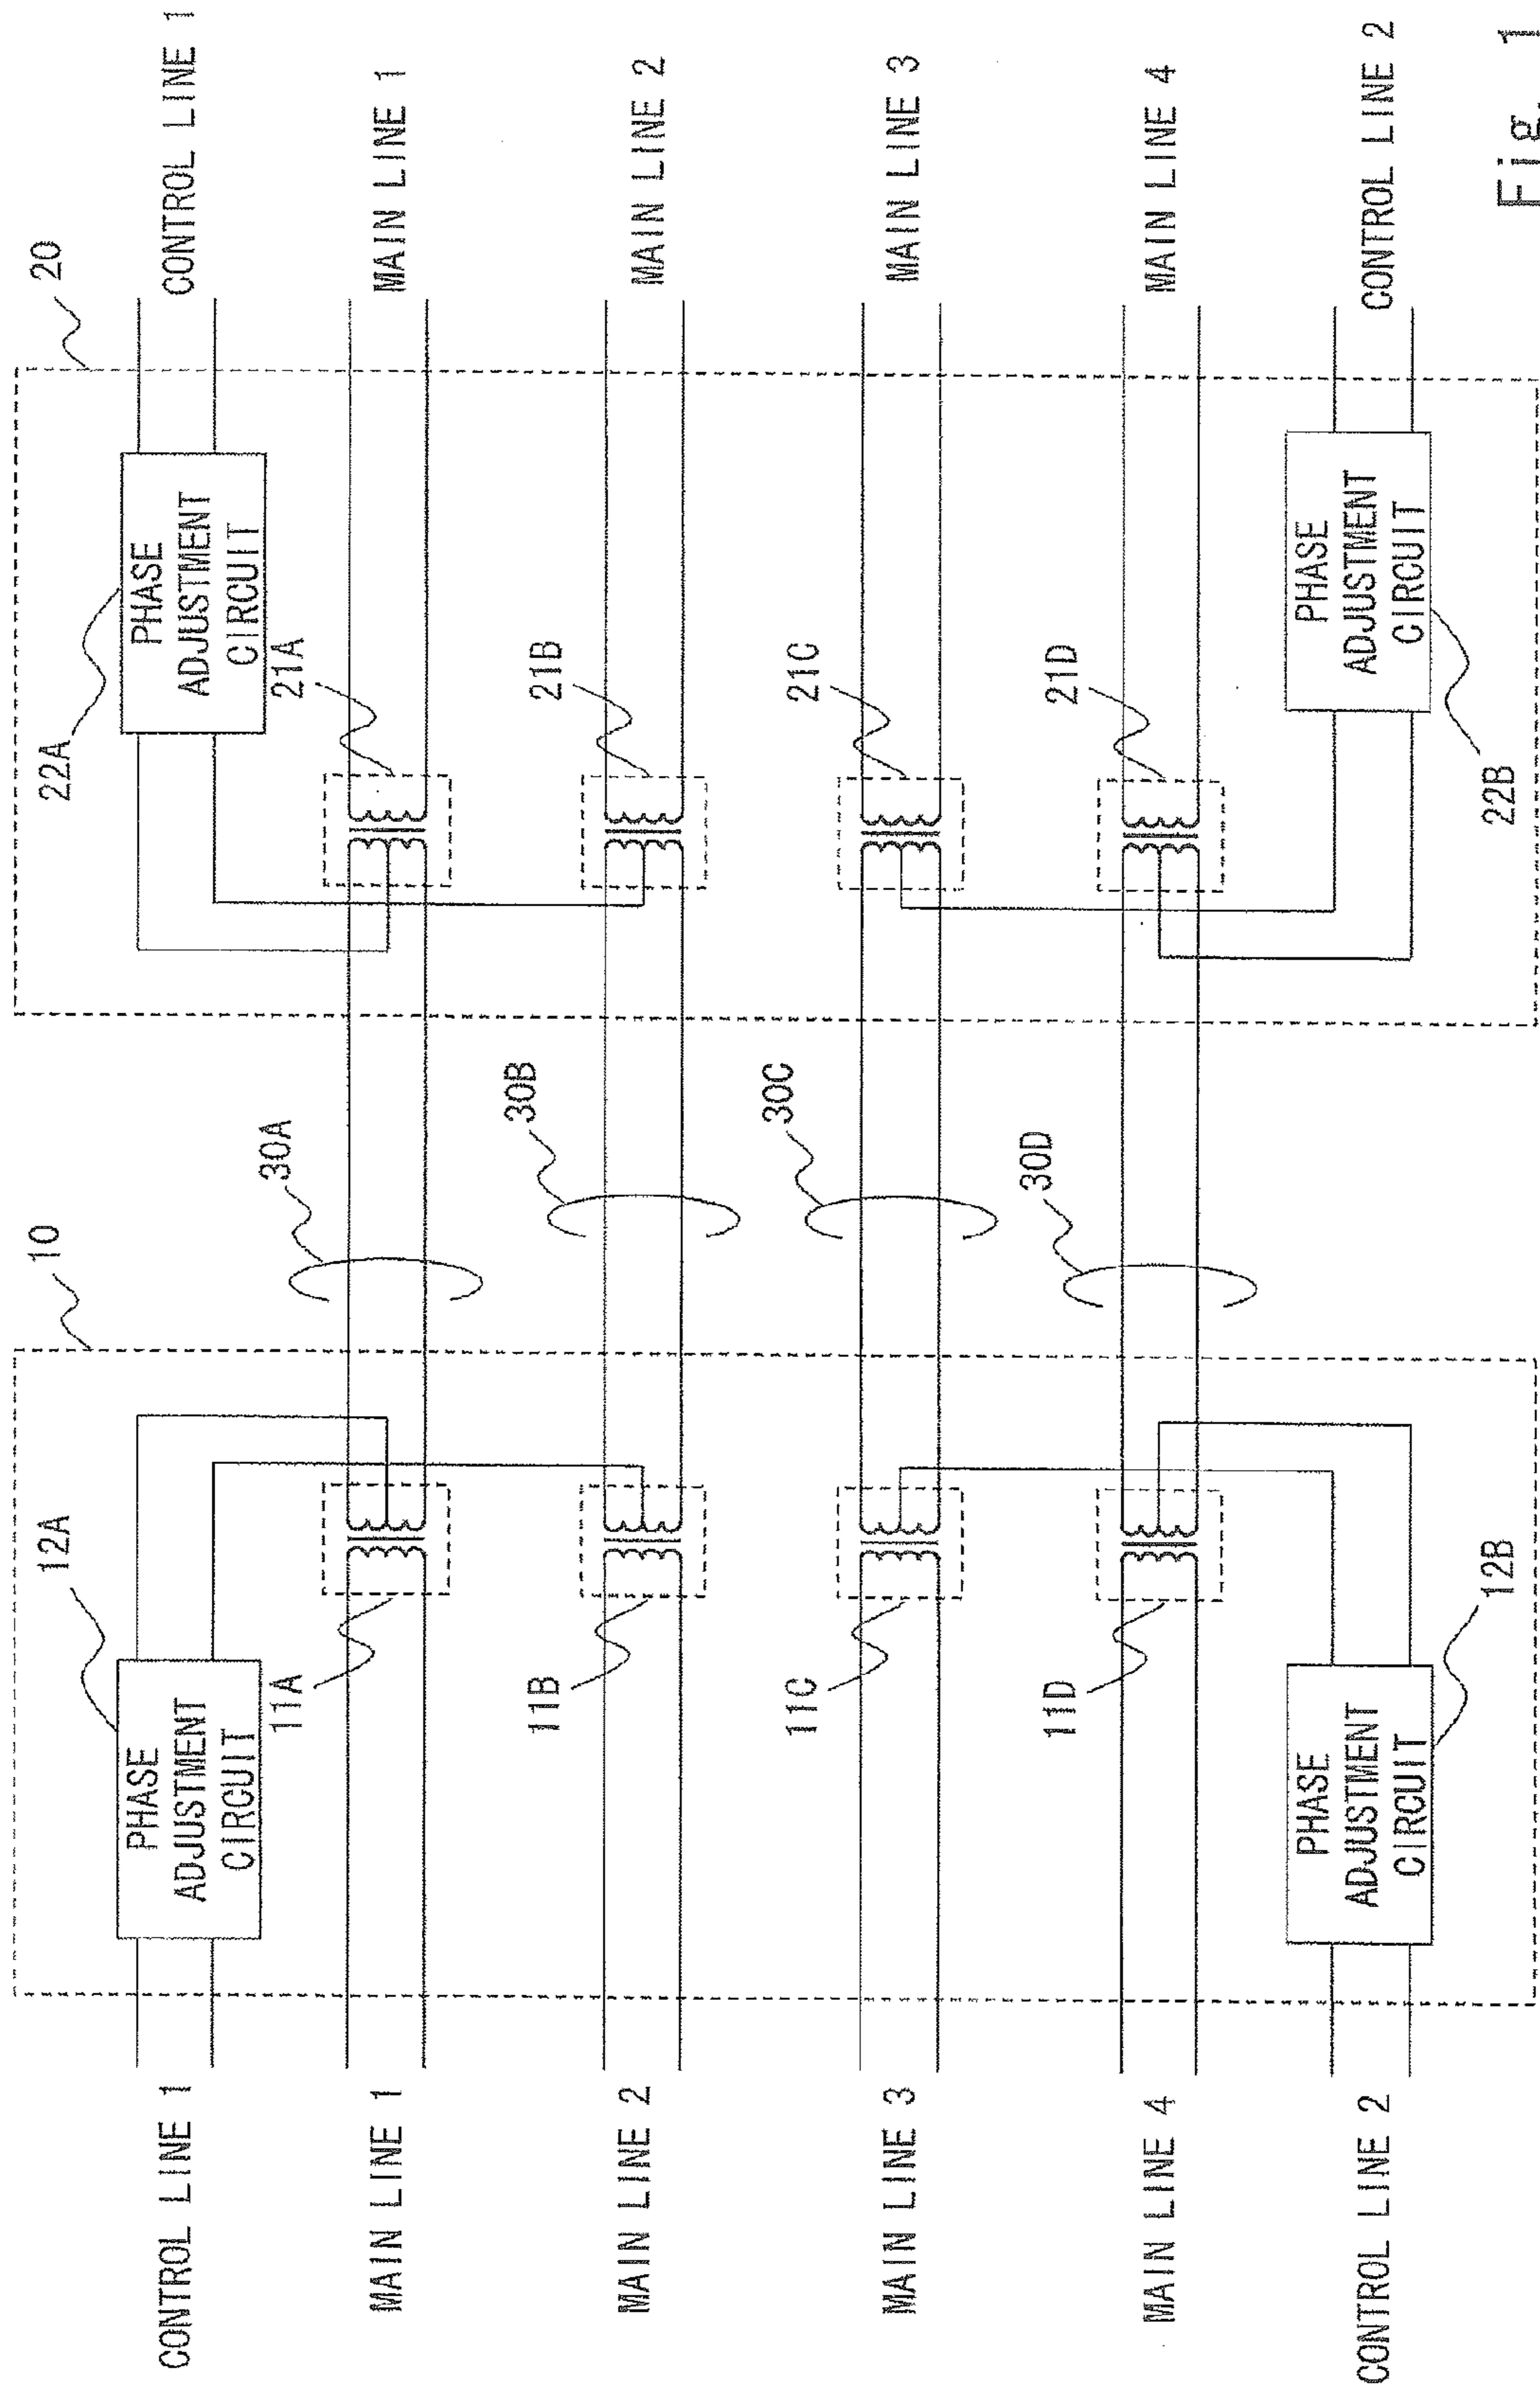 CONTROL LINE 1
MAIN LINE 1
MAIN LINE 2
MAIN LINE 3
MAIN LINE 4
CONTROL LINE 2
10
12A
PHASE
ADJUSTMENT
CIRCUIT
11A
11B
11C
11D
PHASE
ADJUSTMENT
CIRCUIT
12B
30A
30B
30C
30D
20
22A
PHASE
ADJUSTMENT
CIRCUIT
21A
21B
21C
21D
PHASE
ADJUSTMENT
CIRCUIT
22B
CONTROL LINE 1
MAIN LINE 1
MAIN LINE 2
MAIN LINE 3
MAIN LINE 4
CONTROL LINE 2
Fig. 1